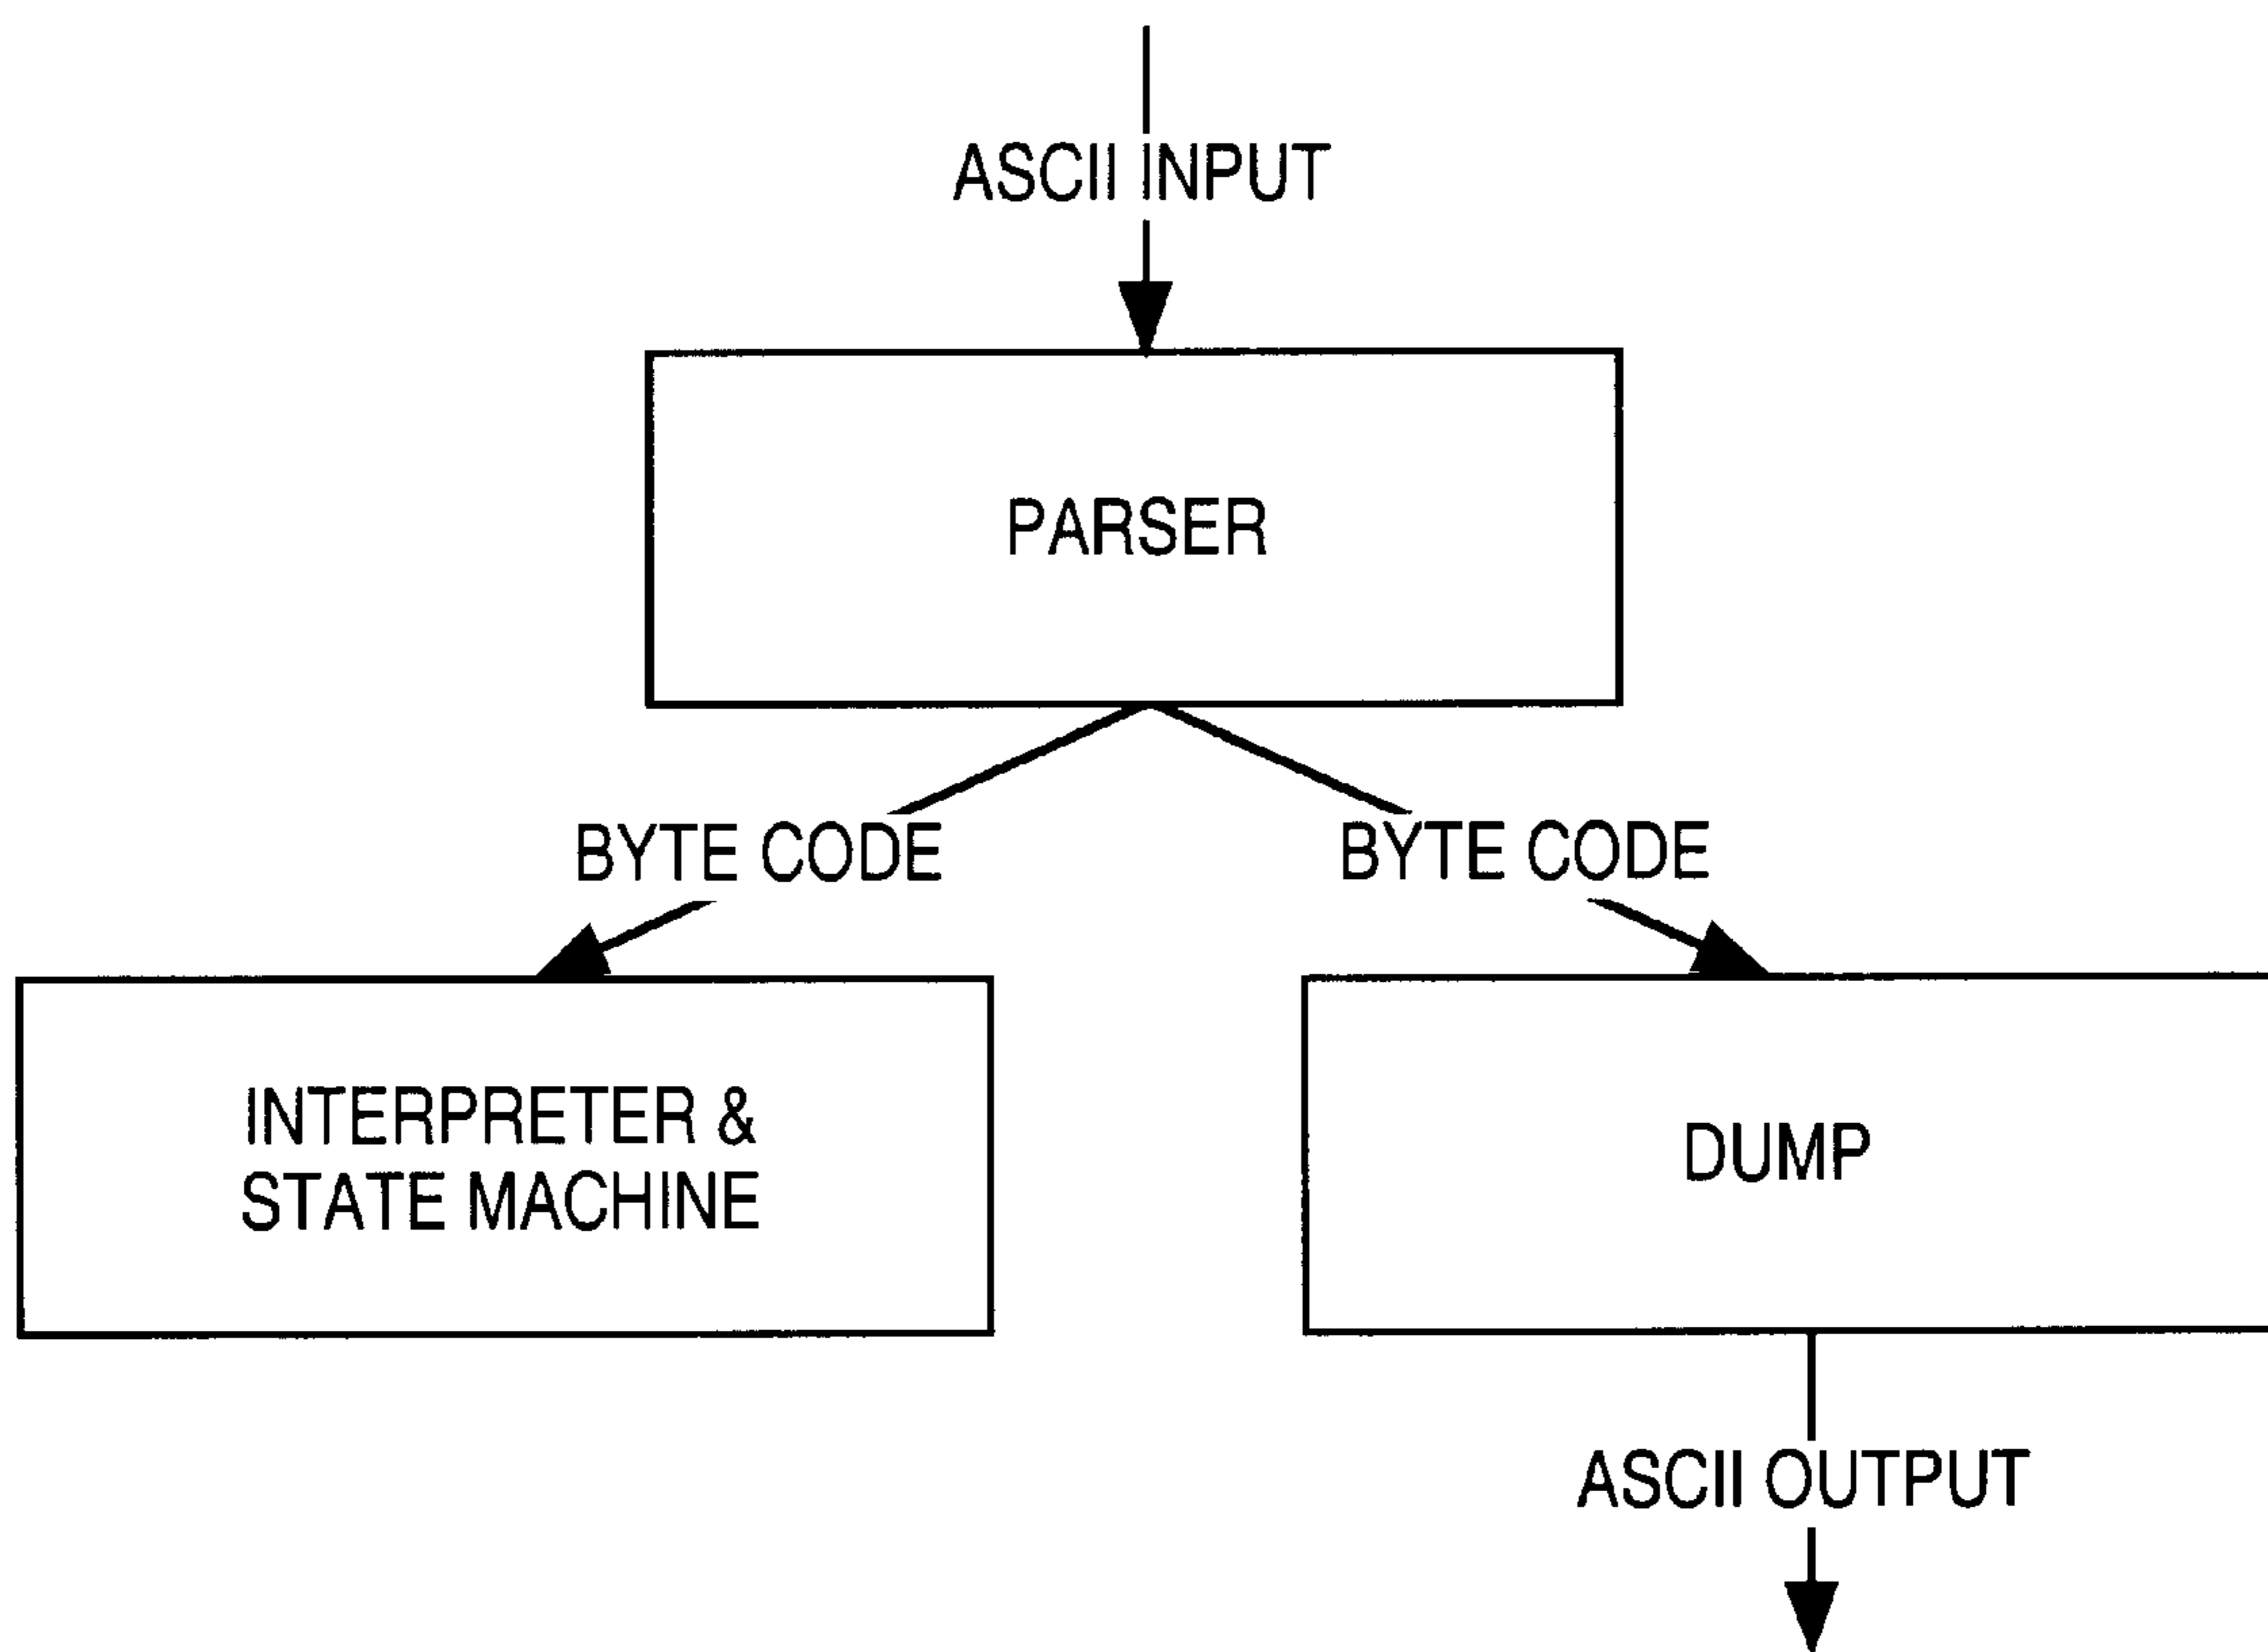 ASCII INPUT
PARSER
BYTE CODE
BYTE CODE
INTERPRETER &
STATE MACHINE
DUMP
ASCII OUTPUT